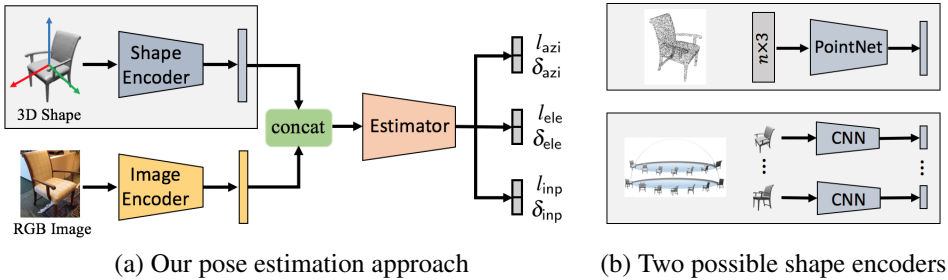 3D Shape
Shape
Encoder
RGB Image
Image
Encoder
concat
Estimator
l_azi
δ_azi
l_ele
δ_ele
l_inp
δ_inp
(a) Our pose estimation approach
n×3
PointNet
CNN
CNN
(b) Two possible shape encoders